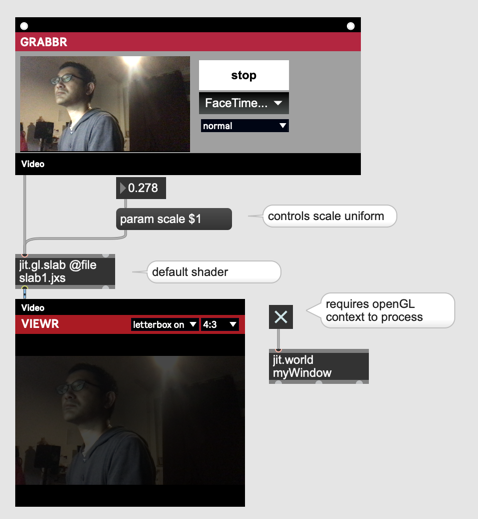 GRABBR
stop
FaceTime...
normal
Video
0.278
param scale $1
controls scale uniform
jit.gl.slab @file
slab1.jxs
default shader
Video
VIEWR
letterbox on
4:3
requires openGL
context to process
jit.world
myWindow